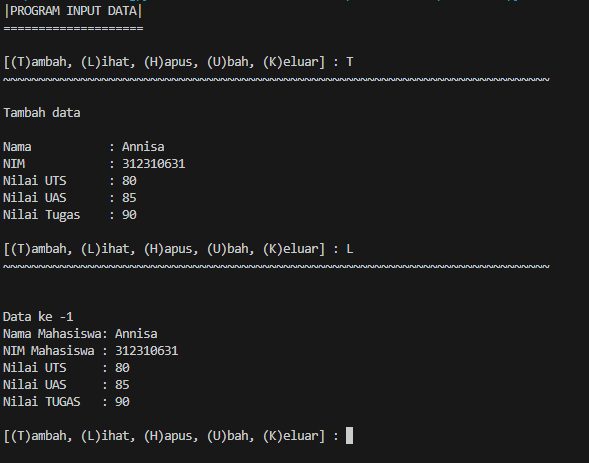 |PROGRAM INPUT DATA|
====================
[(T)ambah, (L)ihat, (H)apus, (U)bah, (K)eluar] : T
~~~~~~~~~~~~~~~~~~~~~~~~~~~~~~~~~~~~~~~~~~~~~~~~~~~~~~~~~~~~~~~~~~~~~~~~~~~~~~
Tambah data
Nama           : Annisa
NIM            : 312310631
Nilai UTS      : 80
Nilai UAS      : 85
Nilai Tugas    : 90
[(T)ambah, (L)ihat, (H)apus, (U)bah, (K)eluar] : L
~~~~~~~~~~~~~~~~~~~~~~~~~~~~~~~~~~~~~~~~~~~~~~~~~~~~~~~~~~~~~~~~~~~~~~~~~~~~~~
Data ke -1
Nama Mahasiswa: Annisa
NIM Mahasiswa : 312310631
Nilai UTS     : 80
Nilai UAS     : 85
Nilai TUGAS   : 90
[(T)ambah, (L)ihat, (H)apus, (U)bah, (K)eluar] :